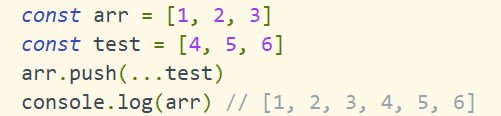 const arr = [1, 2, 3]
const test = [4, 5, 6]
arr.push(...test)
console.log(arr) // [1, 2, 3, 4, 5, 6]